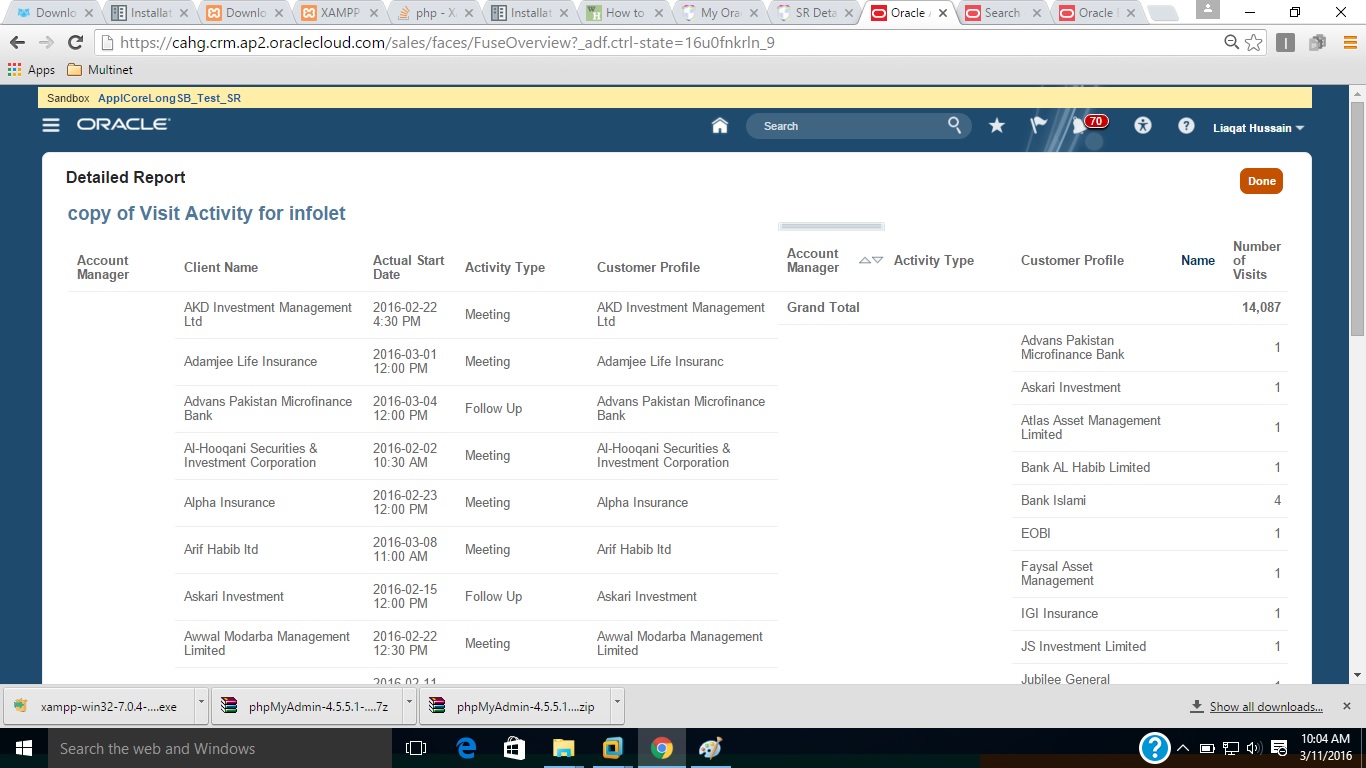 Downlo
Installat
Downlo
XAMPP
php - 
Installat
How to
My Ora
SR Deta
Oracle 
Search
Oracle 
https://cahg.crm.ap2.oraclecloud.com/sales/faces/FuseOverview?_adf.ctrl-state=16u0fnkrln_9
Apps
Multinet
Sandbox ApplCoreLongSB_Test_SR
ORACLE
Search
70
Liaqat Hussain
Detailed Report
Done
copy of Visit Activity for infolet
Account
Manager
Client Name
Actual Start
Date
Activity Type
Customer Profile
AKD Investment Management
Ltd
2016-02-22
4:30 PM
Meeting
AKD Investment Management
Ltd
Adamjee Life Insurance
2016-03-01
12:00 PM
Meeting
Adamjee Life Insuranc
Advans Pakistan Microfinance
Bank
2016-03-04
12:00 PM
Follow Up
Advans Pakistan Microfinance
Bank
Al-Hooqani Securities &
Investment Corporation
2016-02-02
10:30 AM
Meeting
Al-Hooqani Securities &
Investment Corporation
Alpha Insurance
2016-02-23
12:00 PM
Meeting
Alpha Insurance
Arif Habib ltd
2016-03-08
11:00 AM
Meeting
Arif Habib ltd
Askari Investment
2016-02-15
12:00 PM
Follow Up
Askari Investment
Awwal Modarba Management
Limited
2016-02-22
12:30 PM
Meeting
Awwal Modarba Management
Limited
2016-02-11
Account
Manager
Activity Type
Customer Profile
Name
Number
of
Visits
Grand Total
14,087
Advans Pakistan
Microfinance Bank
1
Askari Investment
1
Atlas Asset Management
Limited
1
Bank AL Habib Limited
1
Bank Islami
4
EOBI
1
Faysal Asset
Management
1
IGI Insurance
1
JS Investment Limited
1
Jubilee General
xampp-win32-7.0.4-....exe
phpMyAdmin-4.5.5.1-....7z
phpMyAdmin-4.5.5.1....zip
Show all downloads...
Search the web and Windows
10:04 AM
3/11/2016